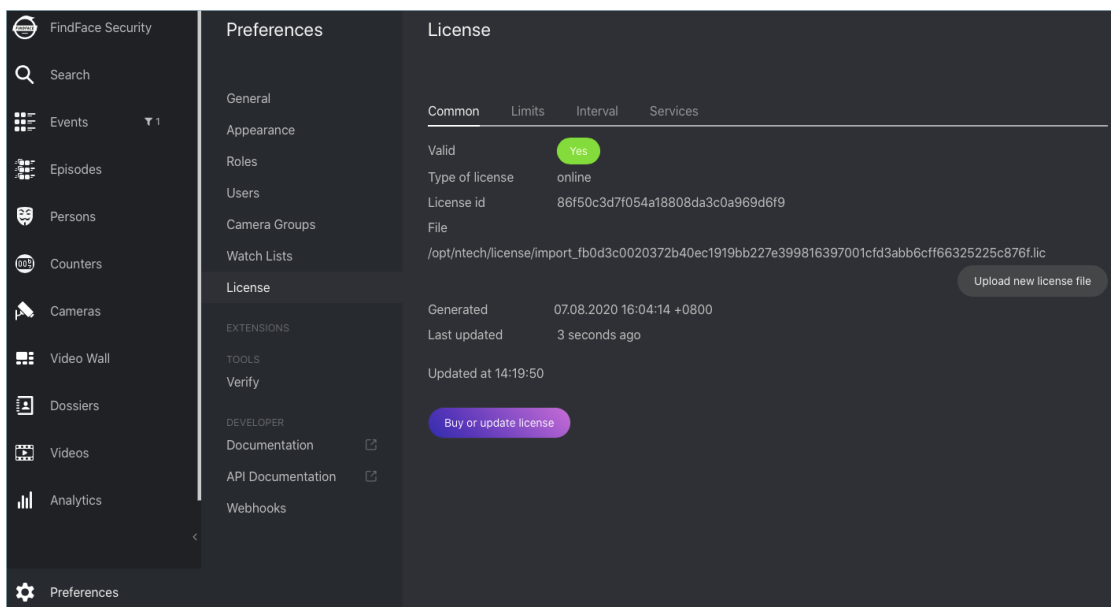 FindFace Security
Search
Events 1
Episodes
Persons
Counters
Cameras
Video Wall
Dossiers
Videos
Analytics
Preferences
Preferences
General
Appearance
Roles
Users
Camera Groups
Watch Lists
License
EXTENSIONS
TOOLS
Verify
DEVELOPER
Documentation
API Documentation
Webhooks
License
Common Limits Interval Services
Valid Yes
Type of license online
License id 86f50c3d7f054a18808da3c0a969d6f9
File
/opt/ntech/license/import_fb0d3c0020372b40ec1919bb227e399816397001cfd3abb6cff66325225c876f.lic
Upload new license file
Generated 07.08.2020 16:04:14 +0800
Last updated 3 seconds ago
Updated at 14:19:50
Buy or update license